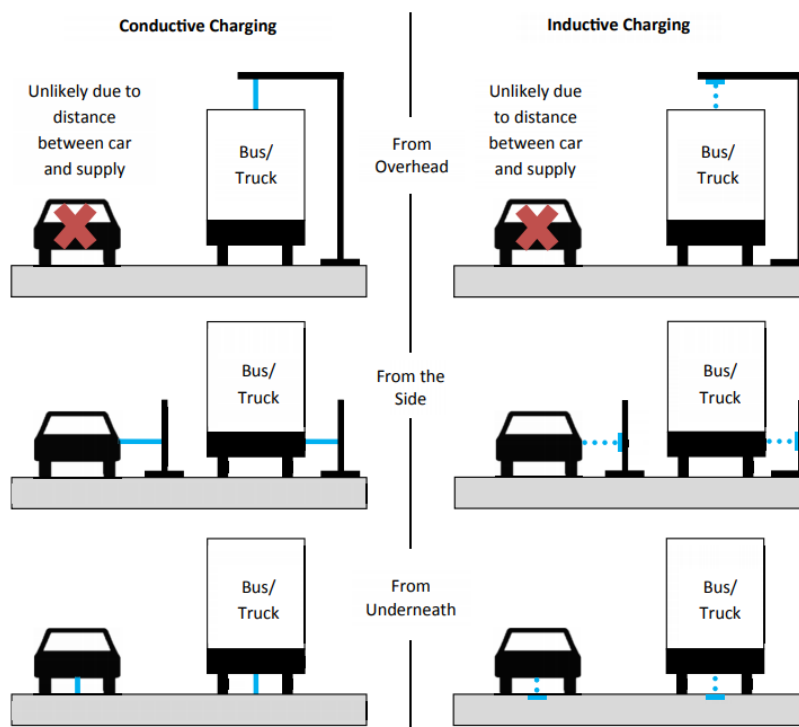 Conductive Charging
Inductive Charging
Unlikely due to
distance
between car
and supply
Bus/
Truck
From
Overhead
Unlikely due
to distance
between car
and supply
Bus/
Truck
Bus/
Truck
From the
Side
Bus/
Truck
Bus/
Truck
From
Underneath
Bus/
Truck